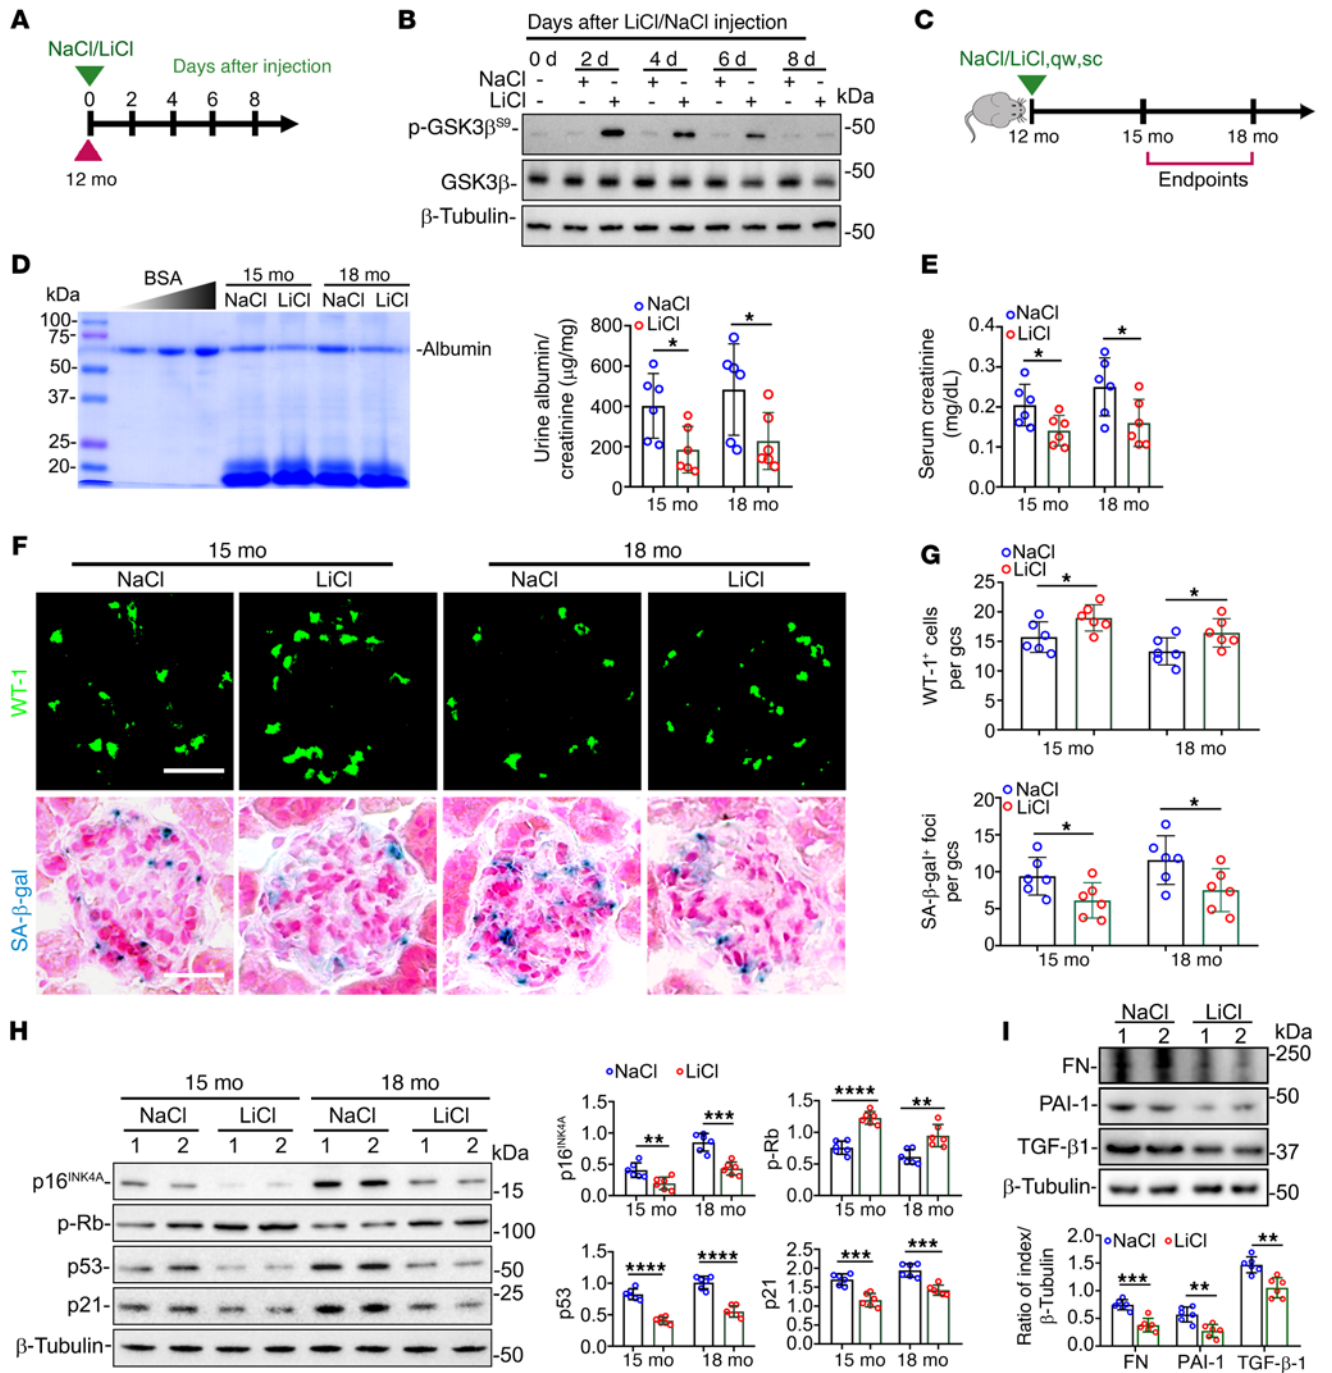 A
NaCl/LiCl
Days after injection
0 2 4 6 8
12 mo
B
Days after LiCl/NaCl injection
0 d 2 d 4 d 6 d 8 d
NaCl - + - + - + - + -
LiCl - - + - + - + - +
kDa
p-GSK3β^S9- -50
GSK3β- -50
β-Tubulin- -50
C
NaCl/LiCl,qw,sc
12 mo 15 mo 18 mo
Endpoints
D
BSA 15 mo 18 mo
kDa NaCl LiCl NaCl LiCl
100-
75-
-Albumin
50-
37-
25-
20-
NaCl
LiCl
Urine albumin/
creatinine (μg/mg)
800
600
400
200
0
* *
15 mo 18 mo
E
NaCl
LiCl
Serum creatinine
(mg/dL)
0.4
0.3
0.2
0.1
0.0
* *
15 mo 18 mo
F
15 mo 18 mo
NaCl LiCl NaCl LiCl
WT-1
SA-β-gal
G
NaCl
LiCl
WT-1+ cells
per gcs
25
20
15
10
5
0
* *
15 mo 18 mo
NaCl
LiCl
SA-β-gal+ foci
per gcs
20
15
10
5
0
* *
15 mo 18 mo
H
15 mo 18 mo
NaCl LiCl NaCl LiCl
1 2 1 2 1 2 1 2
kDa
p16^INK4A- -15
p-Rb- -100
p53- -50
p21- -25
β-Tubulin- -50
NaCl LiCl
p16^INK4A
1.5
1.0
0.5
0.0
** ***
15 mo 18 mo
p-Rb
1.5
1.0
0.5
0.0
**** **
15 mo 18 mo
p53
1.5
1.0
0.5
0.0
**** ****
15 mo 18 mo
p21
2.5
2.0
1.5
1.0
0.5
0.0
*** ***
15 mo 18 mo
I
NaCl LiCl
1 2 1 2 kDa
FN- -250
PAI-1- -50
TGF-β1- -37
β-Tubulin- -50
Ratio of index/
β-Tubulin
NaCl LiCl
2.0
1.5
1.0
0.5
0.0
*** ** **
FN PAI-1 TGF-β-1